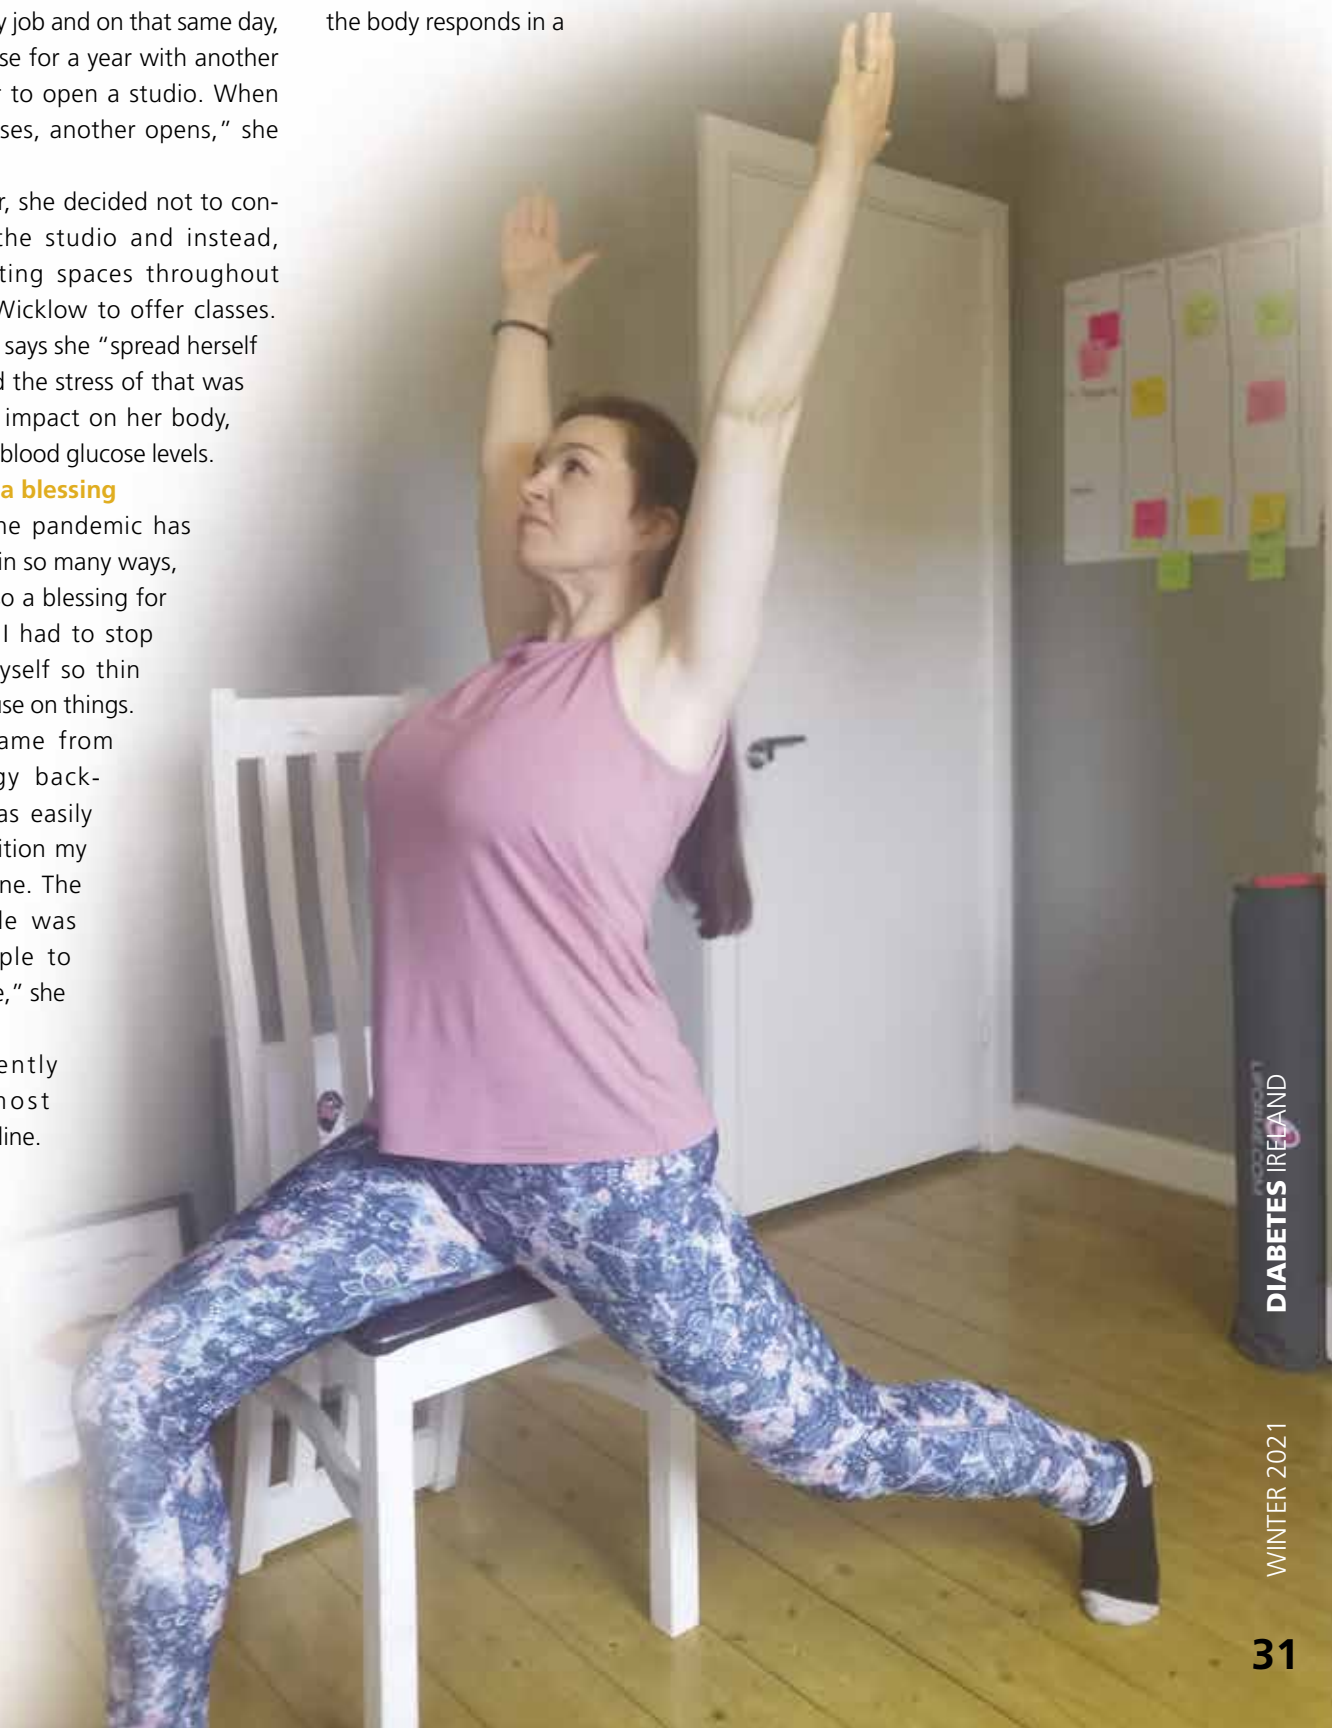 y job and on that same day,
se for a year with another
r to open a studio. When
ses, another opens,” she
r, she decided not to con-
the studio and instead,
ting spaces throughout
Wicklow to offer classes.
says she “spread herself
d the stress of that was
impact on her body,
blood glucose levels.
a blessing
he pandemic has
in so many ways,
o a blessing for
I had to stop
yself so thin
use on things.
ame from
gy back-
as easily
ition my
ne. The
le was
ple to
e,” she
ently
most
line.
the body responds in a
DIABETES IRELAND
WINTER 2021
31